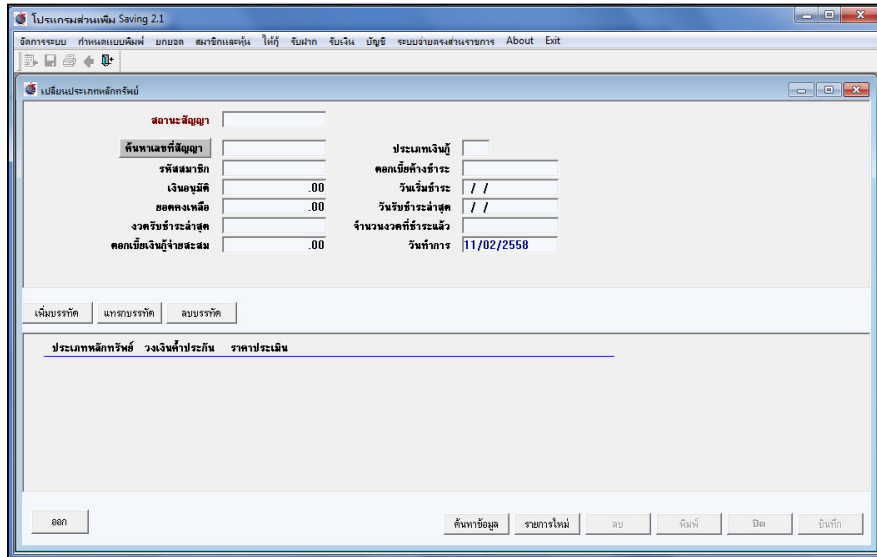 โปรแกรมส่วนเพิ่ม Saving 2.1
จัดการระบบ กำหนดแบบพิมพ์ ยกยอด สมาชิกและหุ้น ให้กู้ รับฝาก รับเงิน บัญชี ระบบจ่ายตรงส่วนราชการ About Exit
เปลี่ยนประเภทหลักทรัพย์
สถานะสัญญา
ค้นหาเลขที่สัญญา ประเภทเงินกู้
รหัสสมาชิก ดอกเบี้ยค้างชำระ
เงินอนุมัติ .00 วันเริ่มชำระ / /
ยอดคงเหลือ .00 วันรับชำระล่าสุด / /
งวดรับชำระล่าสุด จำนวนงวดที่ชำระแล้ว
ดอกเบี้ยเงินกู้จ่ายสะสม .00 วันทำการ 11/02/2558
เพิ่มบรรทัด แทรกบรรทัด ลบบรรทัด
ประเภทหลักทรัพย์ วงเงินค้ำประกัน ราคาประเมิน
ออก ค้นหาข้อมูล รายการใหม่ ลบ พิมพ์ ปิด บันทึก